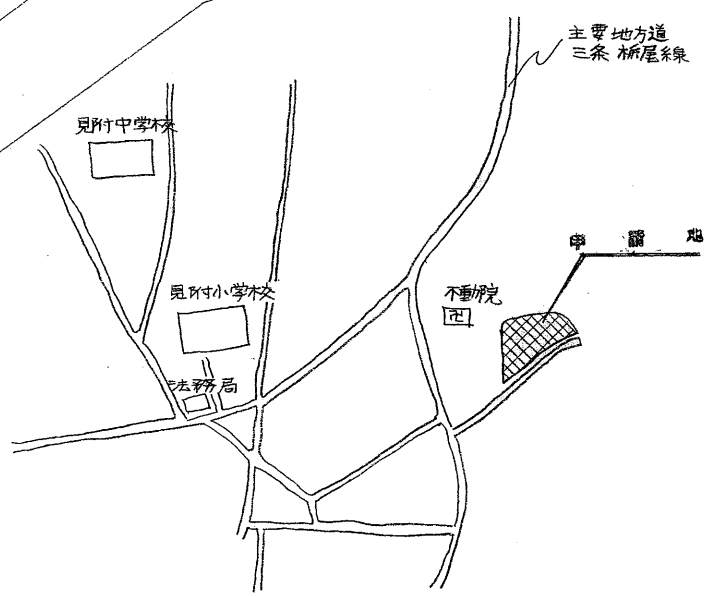 主要地方道
三条栃尾線
見附中学校
申請地
見附小学校
不動院
卍
法務局